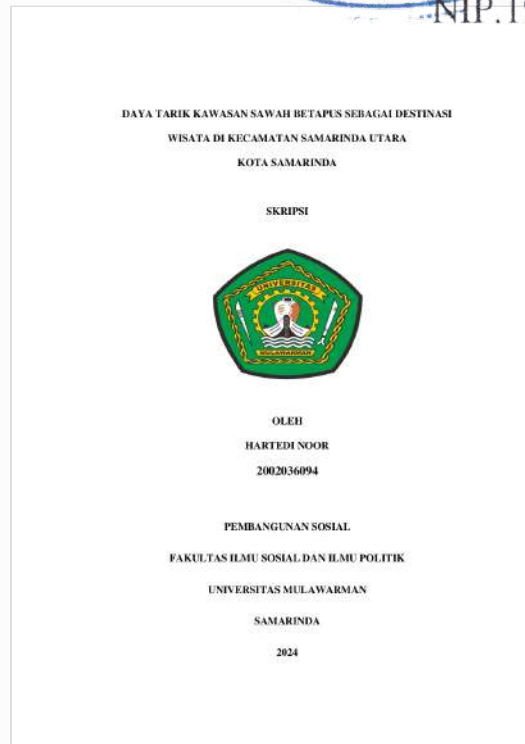 NIP.19
DAYA TARIK KAWASAN SAWAH BETAPUS SEBAGAI DESTINASI
WISATA DI KECAMATAN SAMARINDA UTARA
KOTA SAMARINDA
SKRIPSI
UNIVERSITAS
MULAWARMAN
OLEH
HARTEDI NOOR
2002036094
PEMBANGUNAN SOSIAL
FAKULTAS ILMU SOSIAL DAN ILMU POLITIK
UNIVERSITAS MULAWARMAN
SAMARINDA
2024